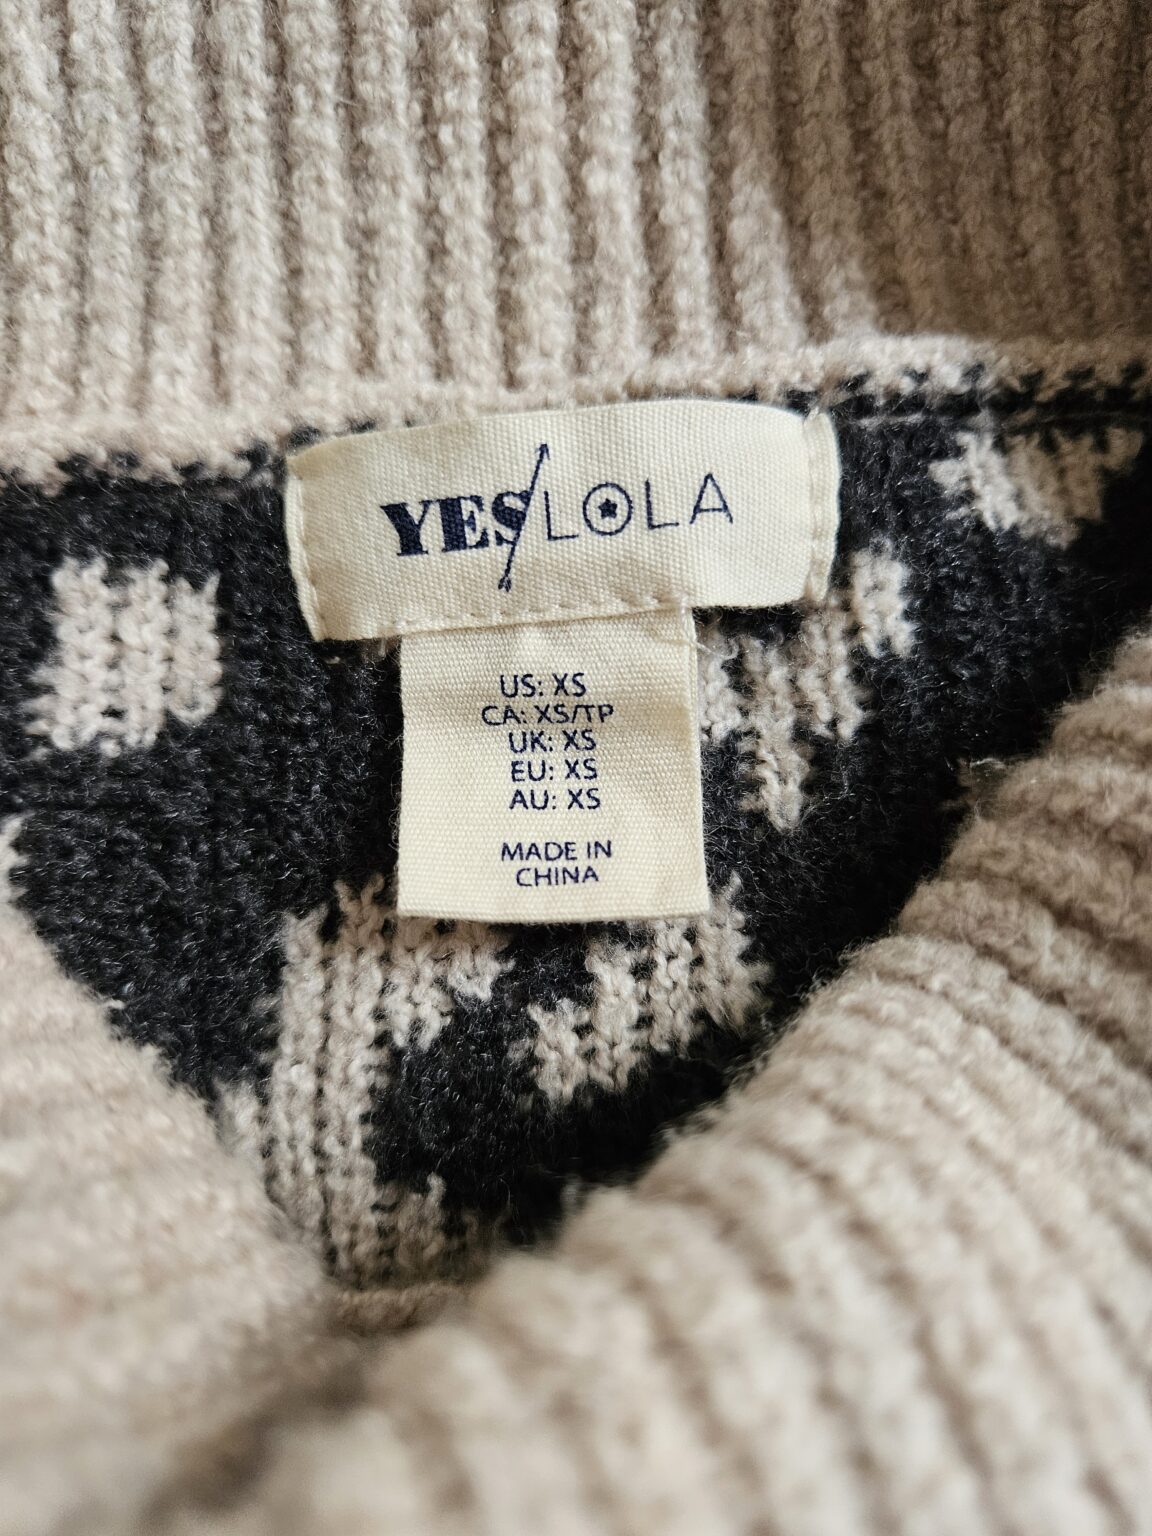 YES/LOLA
US: XS
CA: XS/TP
UK: XS
EU: XS
AU: XS
MADE IN
CHINA